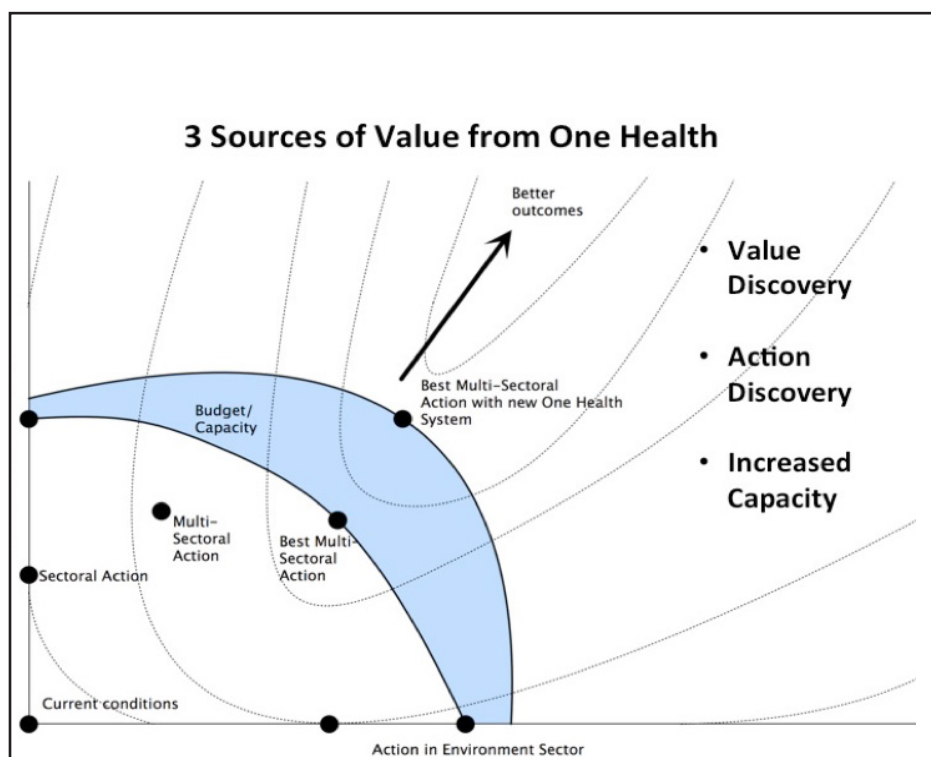 3 Sources of Value from One Health
Better
outcomes
• Value
Discovery
• Action
Discovery
• Increased
Capacity
Budget/
Capacity
Best Multi-Sectoral
Action with new One Health
System
Multi-
Sectoral
Action
Best Multi-
Sectoral
Action
Sectoral Action
Current conditions
Action in Environment Sector